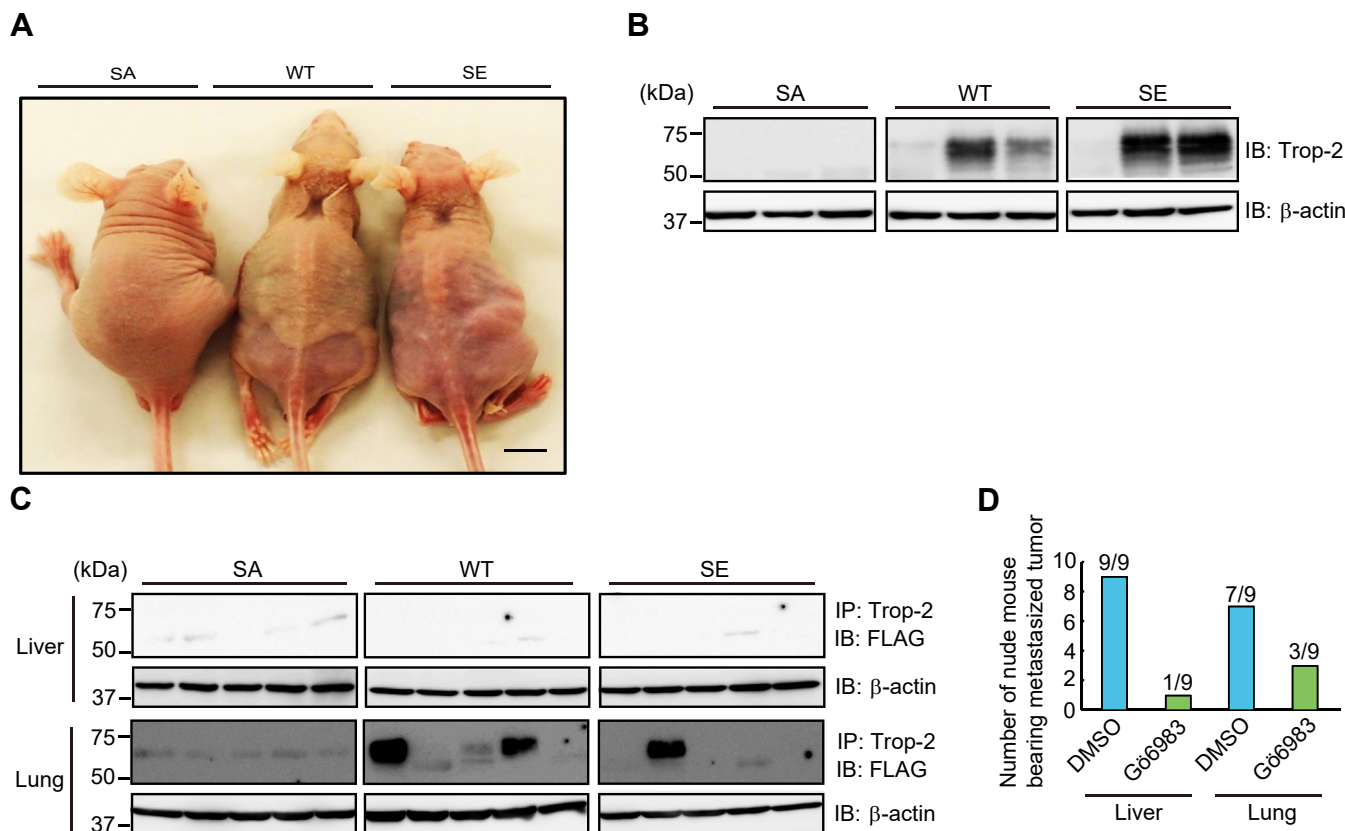 A
SA WT SE
B
(kDa) SA WT SE
75
50
IB: Trop-2
37
IB: β-actin
C
(kDa) SA WT SE
Liver
75
50
IP: Trop-2
IB: FLAG
37
IB: β-actin
Lung
75
50
IP: Trop-2
IB: FLAG
37
IB: β-actin
D
Number of nude mouse
bearing metastasized tumor
10
8
6
4
2
0
9/9
1/9
7/9
3/9
DMSO
Gö6983
DMSO
Gö6983
Liver Lung